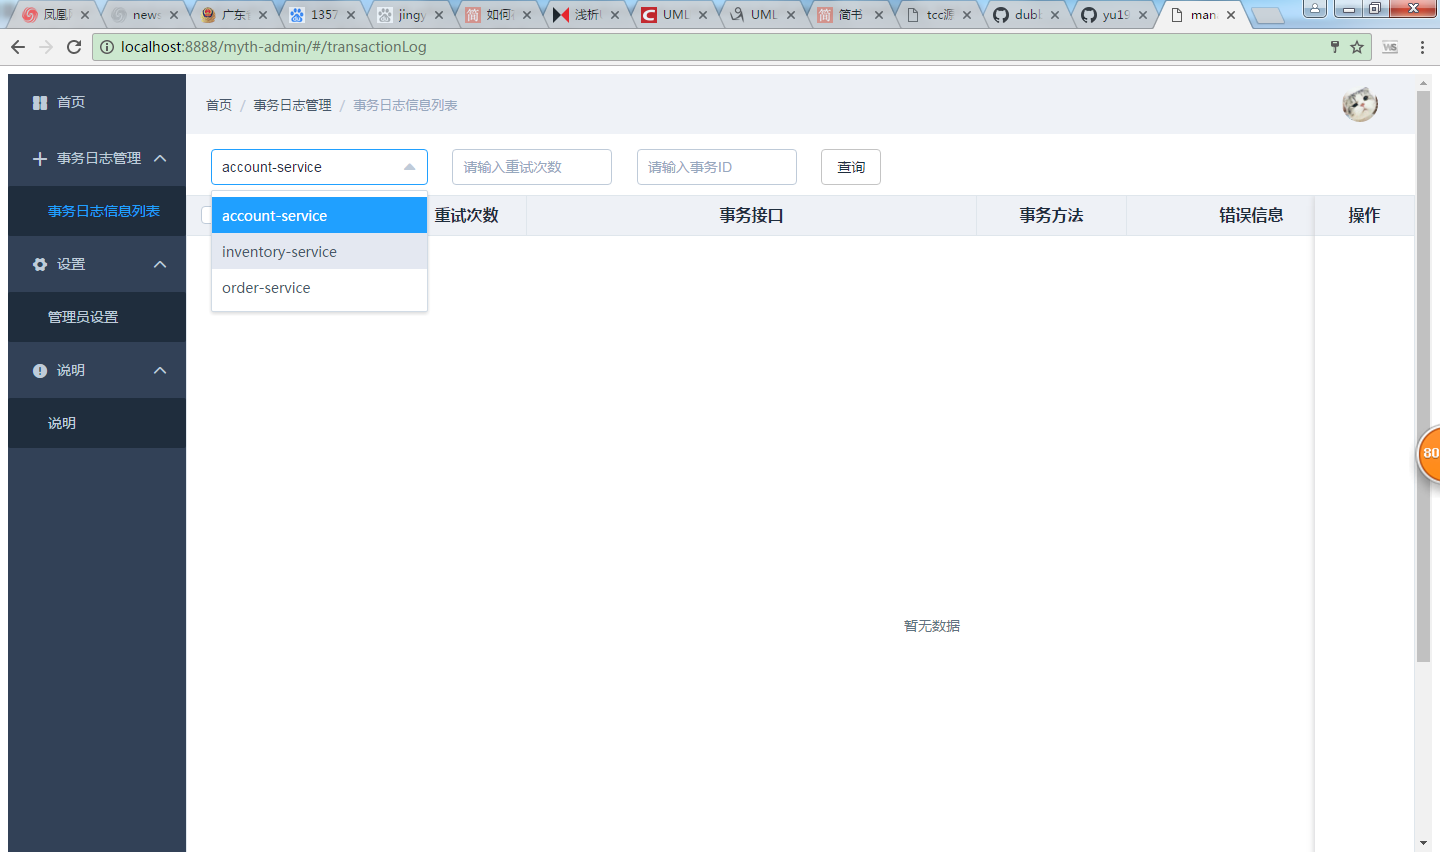 凤凰
news
广东
1357
jingy
如何
浅析
UML
UML
简书
tcc源
dubb
yu19
man
localhost:8888/myth-admin/#/transactionLog
首页
事务日志管理
事务日志信息列表
设置
管理员设置
说明
说明
首页 / 事务日志管理 / 事务日志信息列表
account-service
请输入重试次数
请输入事务ID
查询
account-service
inventory-service
order-service
重试次数
事务接口
事务方法
错误信息
操作
暂无数据
80